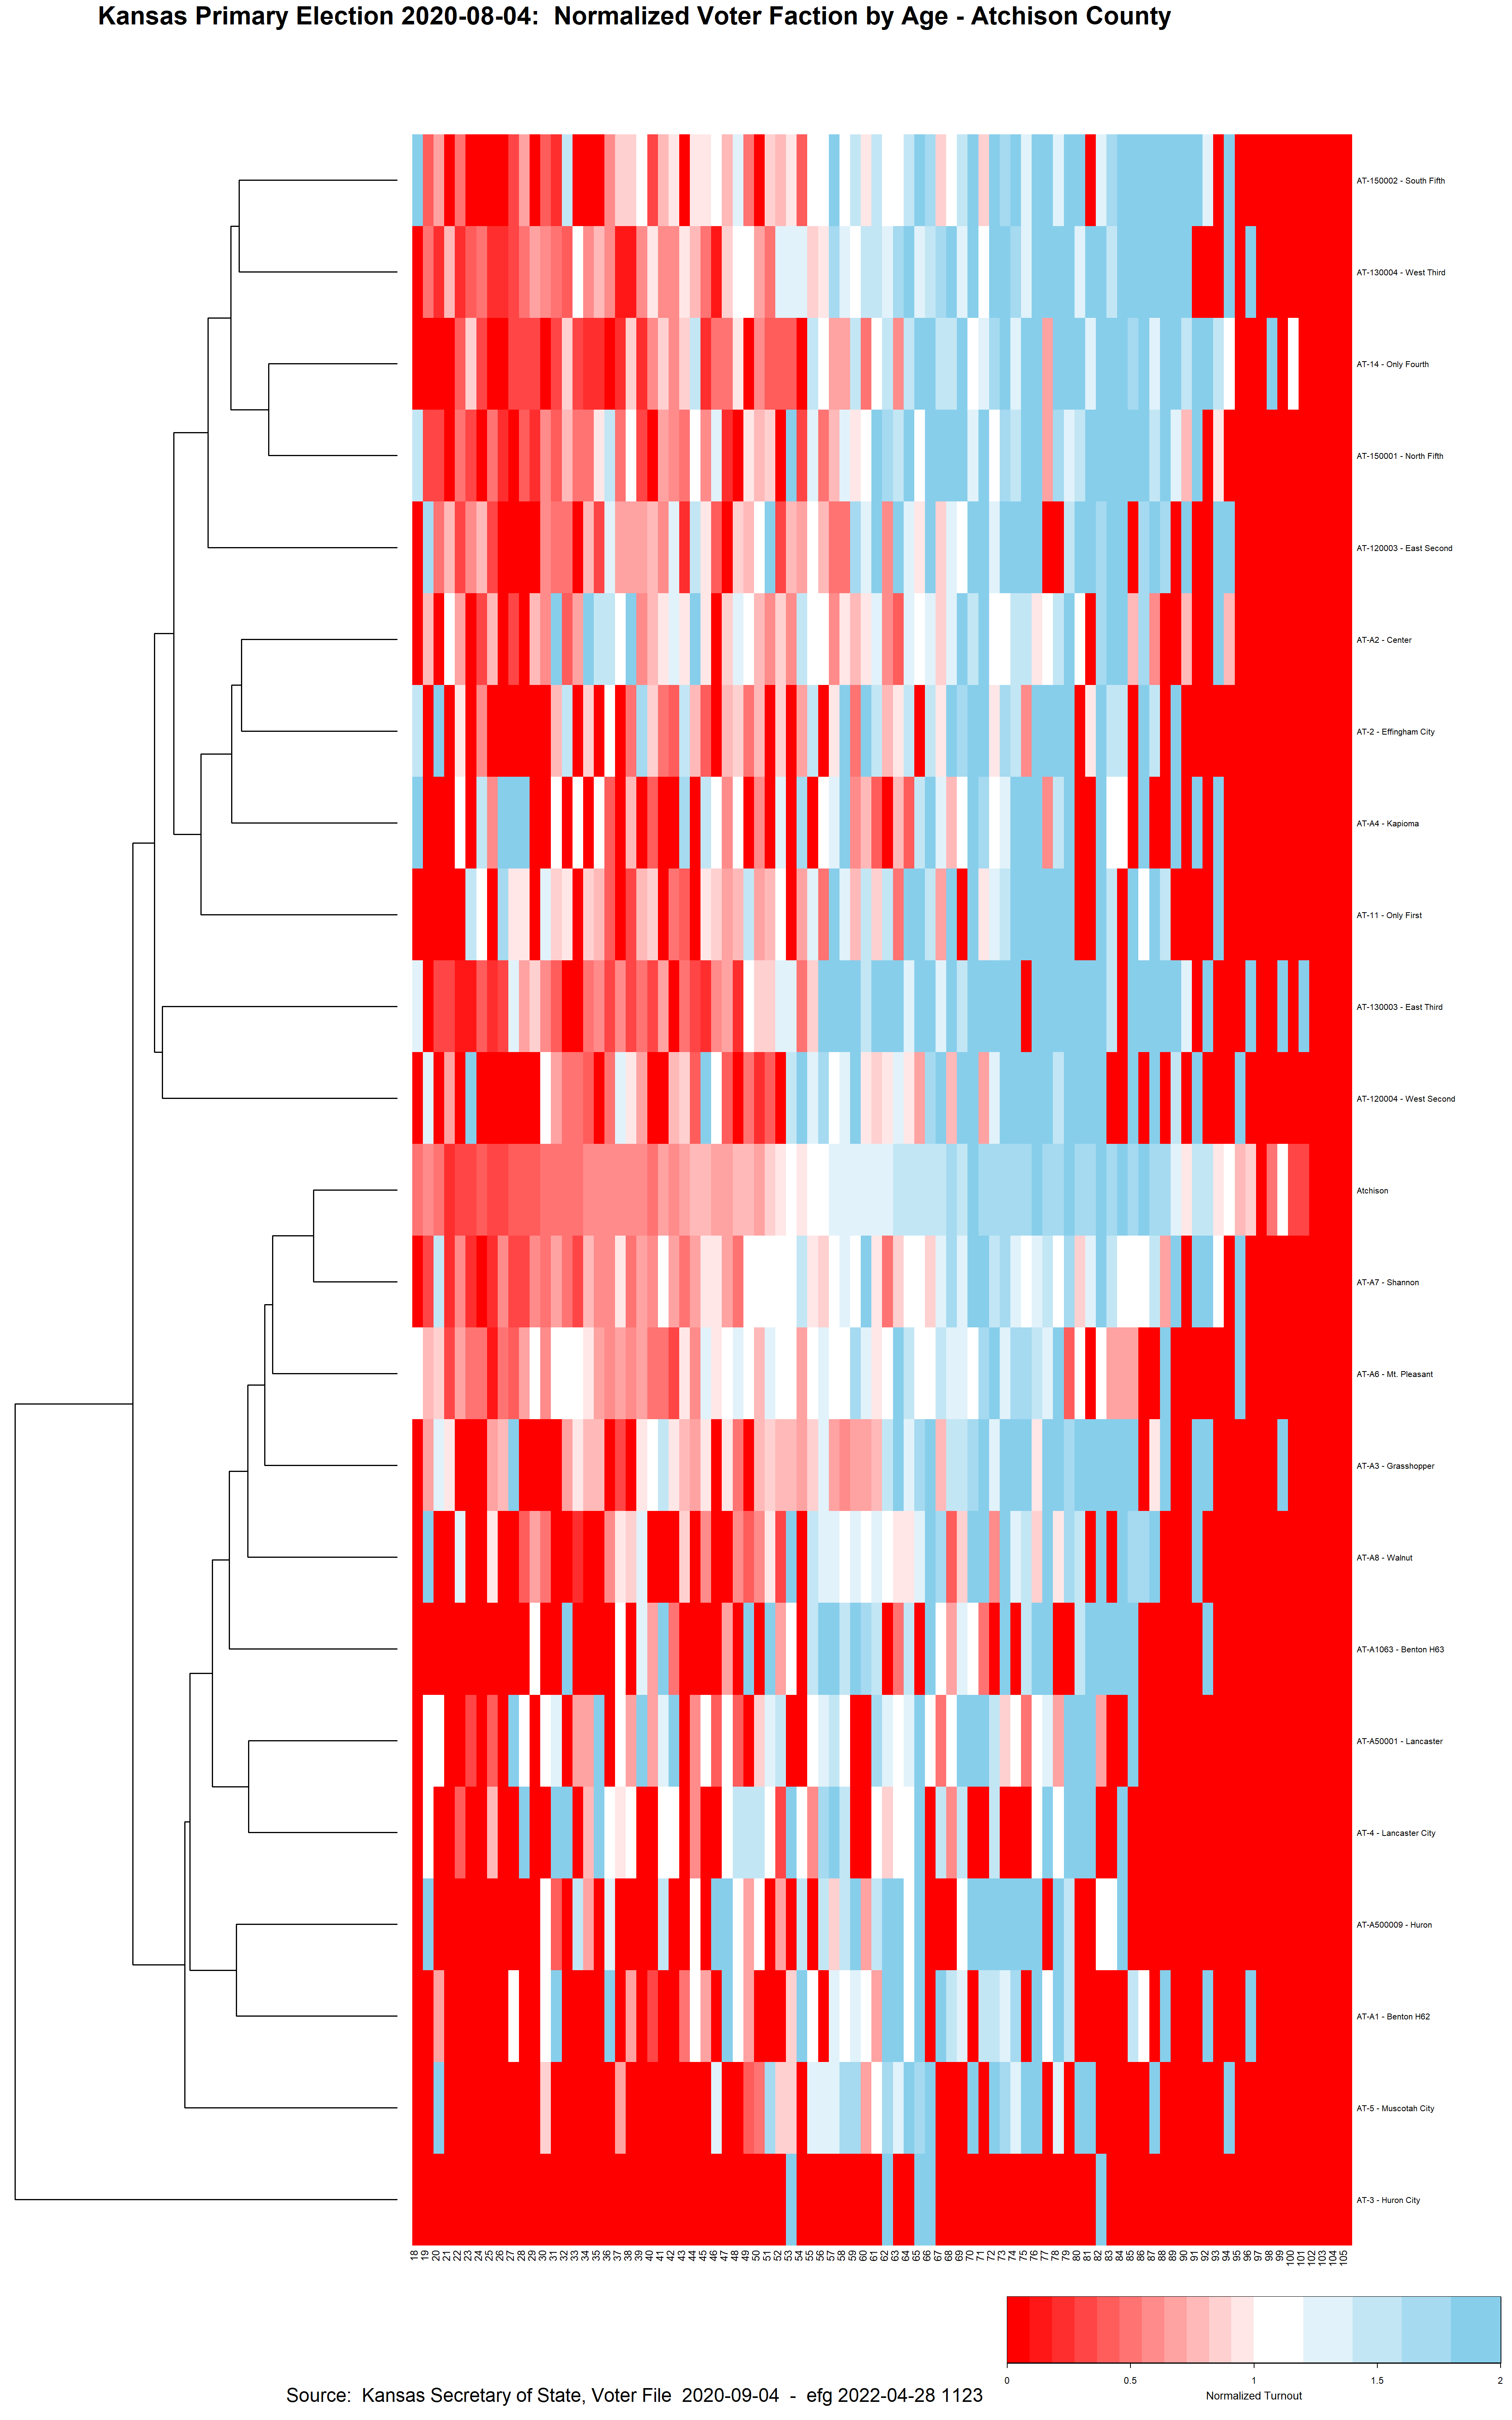 Kansas Primary Election 2020-08-04:  Normalized Voter Faction by Age - Atchison County
AT-150002 - South Fifth
AT-130004 - West Third
AT-14 - Only Fourth
AT-150001 - North Fifth
AT-120003 - East Second
AT-A2 - Center
AT-2 - Effingham City
AT-A4 - Kapioma
AT-11 - Only First
AT-130003 - East Third
AT-120004 - West Second
Atchison
AT-A7 - Shannon
AT-A6 - Mt. Pleasant
AT-A3 - Grasshopper
AT-A8 - Walnut
AT-A1063 - Benton H63
AT-A50001 - Lancaster
AT-4 - Lancaster City
AT-A500009 - Huron
AT-A1 - Benton H62
AT-5 - Muscotah City
AT-3 - Huron City
18 19 20 21 22 23 24 25 26 27 28 29 30 31 32 33 34 35 36 37 38 39 40 41 42 43 44 45 46 47 48 49 50 51 52 53 54 55 56 57 58 59 60 61 62 63 64 65 66 67 68 69 70 71 72 73 74 75 76 77 78 79 80 81 82 83 84 85 86 87 88 89 90 91 92 93 94 95 96 97 98 99 100 101 102 103 104 105
0 0.5 1 1.5 2
Normalized Turnout
Source:  Kansas Secretary of State, Voter File  2020-09-04  -  efg 2022-04-28 1123